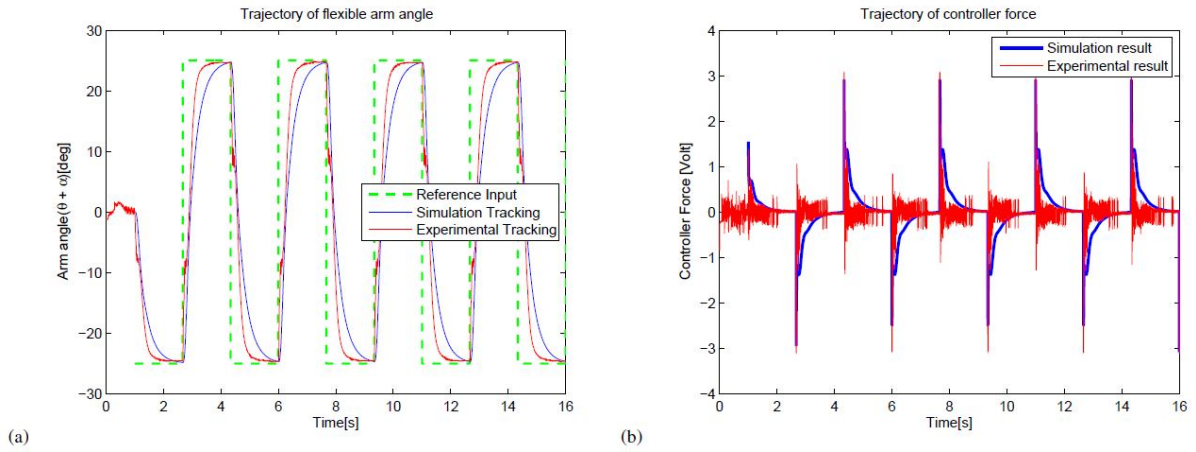 Trajectory of flexible arm angle
30
20
10
0
−10
−20
−30
Arm angle(θ + α)[deg]
Reference Input
Simulation Tracking
Experimental Tracking
0 2 4 6 8 10 12 14 16
Time[s]
(a)
Trajectory of controller force
4
3
2
1
0
−1
−2
−3
−4
Controller Force [Volt]
Simulation result
Experimental result
0 2 4 6 8 10 12 14 16
Time[s]
(b)